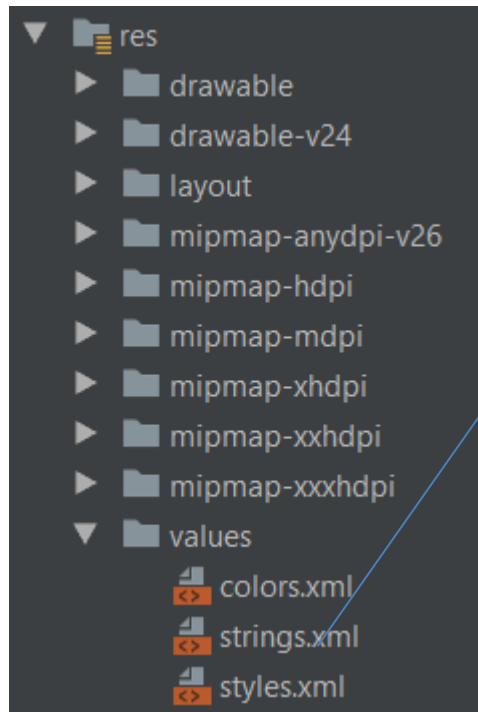 res
drawable
drawable-v24
layout
mipmap-anydpi-v26
mipmap-hdpi
mipmap-mdpi
mipmap-xhdpi
mipmap-xxhdpi
mipmap-xxxhdpi
values
colors.xml
strings.xml
styles.xml